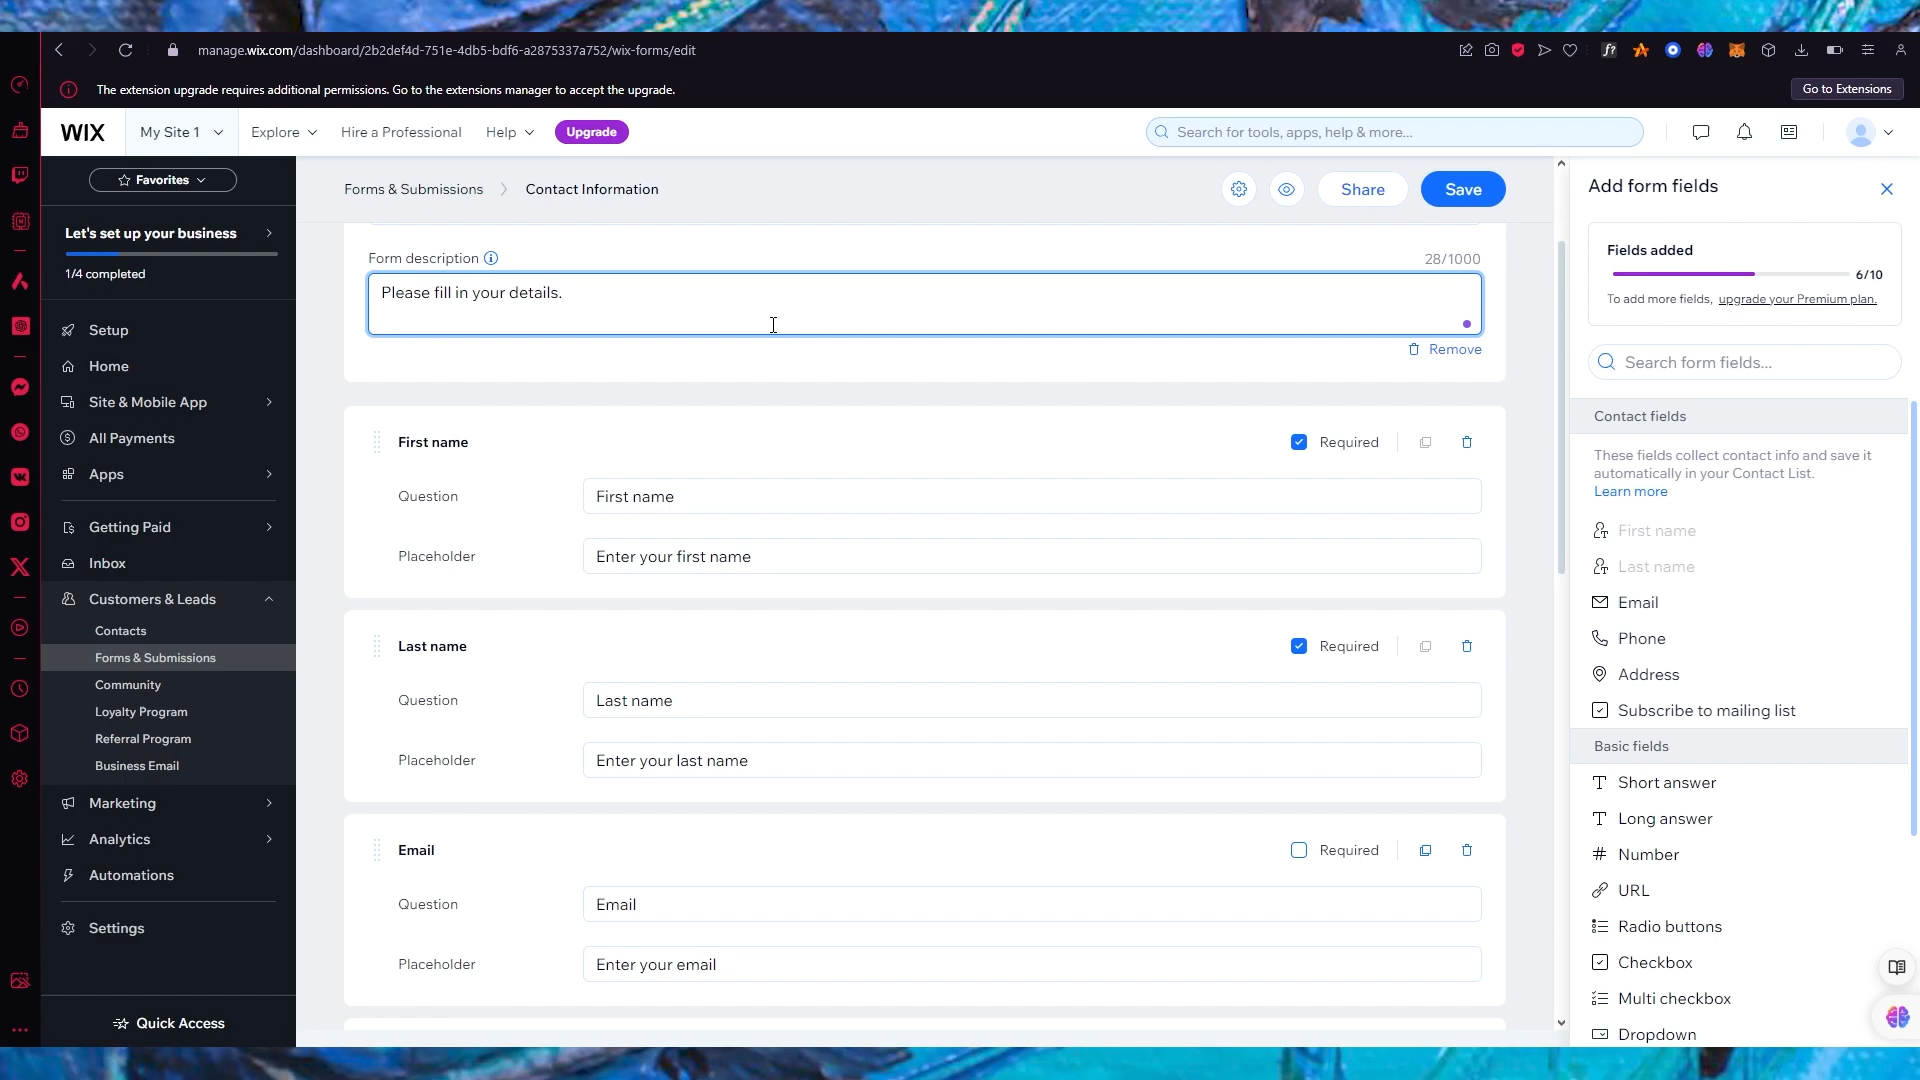 manage.wix.com/dashboard/2b2def4d-751e-4db5-bdf6-a2875337a752/wix-forms/edit
The extension upgrade requires additional permissions. Go to the extensions manager to accept the upgrade.
Go to Extensions
WIX
My Site 1
Explore
Hire a Professional
Help
Upgrade
Search for tools, apps, help & more...
Favorites
Let's set up your business
1/4 completed
Setup
Home
Site & Mobile App
All Payments
Apps
Getting Paid
Inbox
Customers & Leads
Contacts
Forms & Submissions
Community
Loyalty Program
Referral Program
Business Email
Marketing
Analytics
Automations
Settings
Quick Access
Forms & Submissions > Contact Information
Share
Save
Form description
28/1000
Please fill in your details.
Remove
First name
Required
Question
First name
Placeholder
Enter your first name
Last name
Required
Question
Last name
Placeholder
Enter your last name
Email
Required
Question
Email
Placeholder
Enter your email
Add form fields
Fields added
6/10
To add more fields, upgrade your Premium plan.
Search form fields...
Contact fields
These fields collect contact info and save it
automatically in your Contact List.
Learn more
First name
Last name
Email
Phone
Address
Subscribe to mailing list
Basic fields
Short answer
Long answer
Number
URL
Radio buttons
Checkbox
Multi checkbox
Dropdown